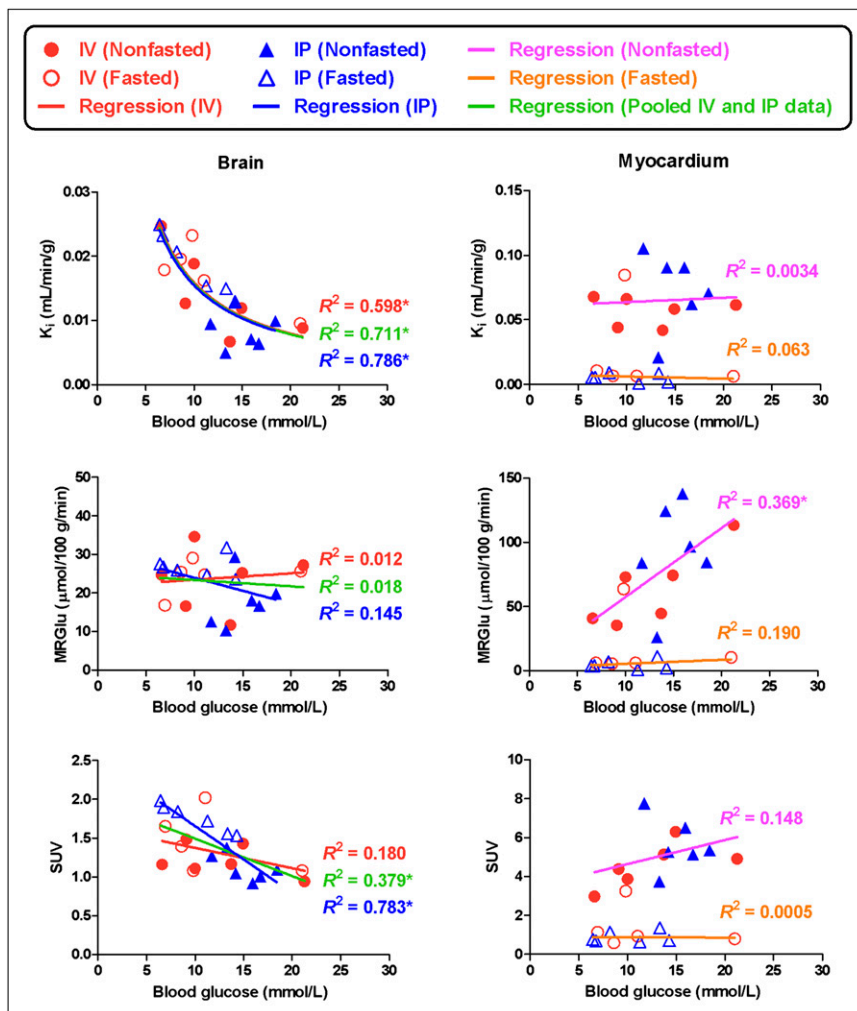 IV (Nonfasted) IP (Nonfasted) Regression (Nonfasted)
IV (Fasted) IP (Fasted) Regression (Fasted)
Regression (IV) Regression (IP) Regression (Pooled IV and IP data)
Brain
Ki (mL/min/g)
0.03
0.02
0.01
0.00
R² = 0.598*
R² = 0.711*
R² = 0.786*
0 5 10 15 20 25 30
Blood glucose (mmol/L)
Myocardium
Ki (mL/min/g)
0.15
0.10
0.05
0.00
R² = 0.0034
R² = 0.063
0 5 10 15 20 25 30
Blood glucose (mmol/L)
MRGlu (μmol/100 g/min)
50
40
30
20
10
0
R² = 0.012
R² = 0.018
R² = 0.145
0 5 10 15 20 25 30
Blood glucose (mmol/L)
MRGlu (μmol/100 g/min)
150
100
50
0
R² = 0.369*
R² = 0.190
0 5 10 15 20 25 30
Blood glucose (mmol/L)
SUV
2.5
2.0
1.5
1.0
0.5
0.0
R² = 0.180
R² = 0.379*
R² = 0.783*
0 5 10 15 20 25 30
Blood glucose (mmol/L)
SUV
10
8
6
4
2
0
R² = 0.148
R² = 0.0005
0 5 10 15 20 25 30
Blood glucose (mmol/L)